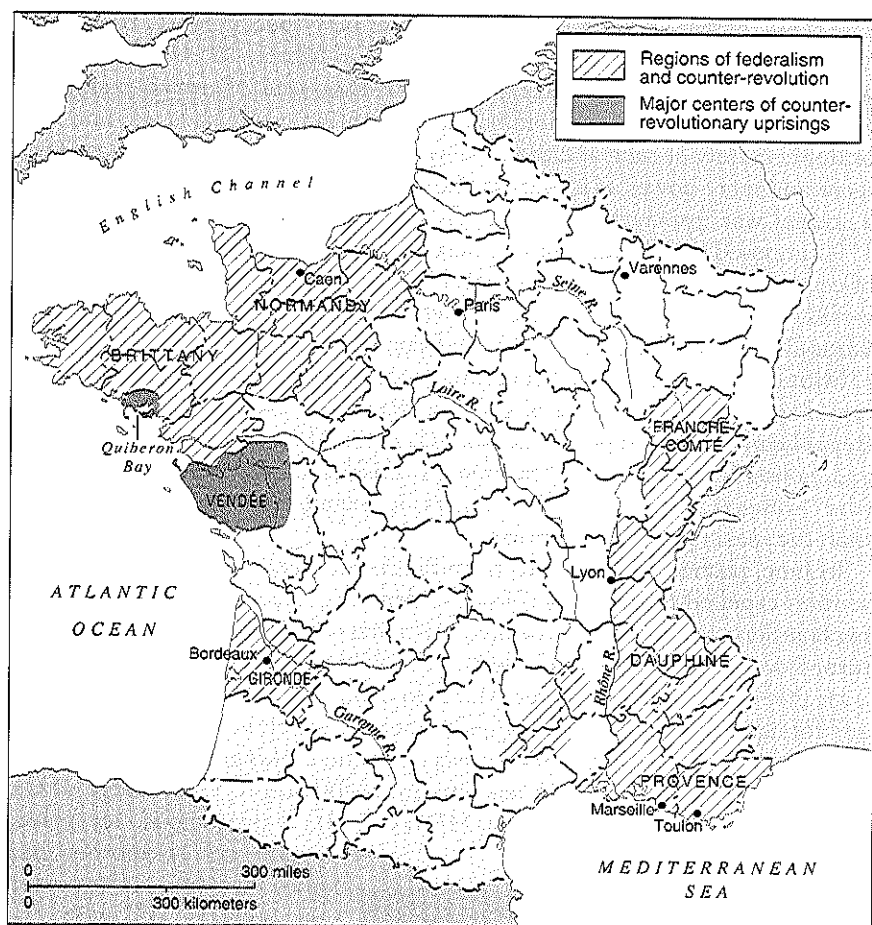 Regions of federalism
and counter-revolution
Major centers of counter-
revolutionary uprisings
English Channel
Caen
NORMANDY
Paris
Seine R.
Varennes
BRITTANY
Loire R.
Quiberon
Bay
FRANCHE-
COMTÉ
VENDÉE
Lyon
ATLANTIC
OCEAN
Bordeaux
GIRONDE
Rhône R.
DAUPHINE
Garonne R.
PROVENCE
Marseille
Toulon
MEDITERRANEAN
SEA
0 300 miles
0 300 kilometers